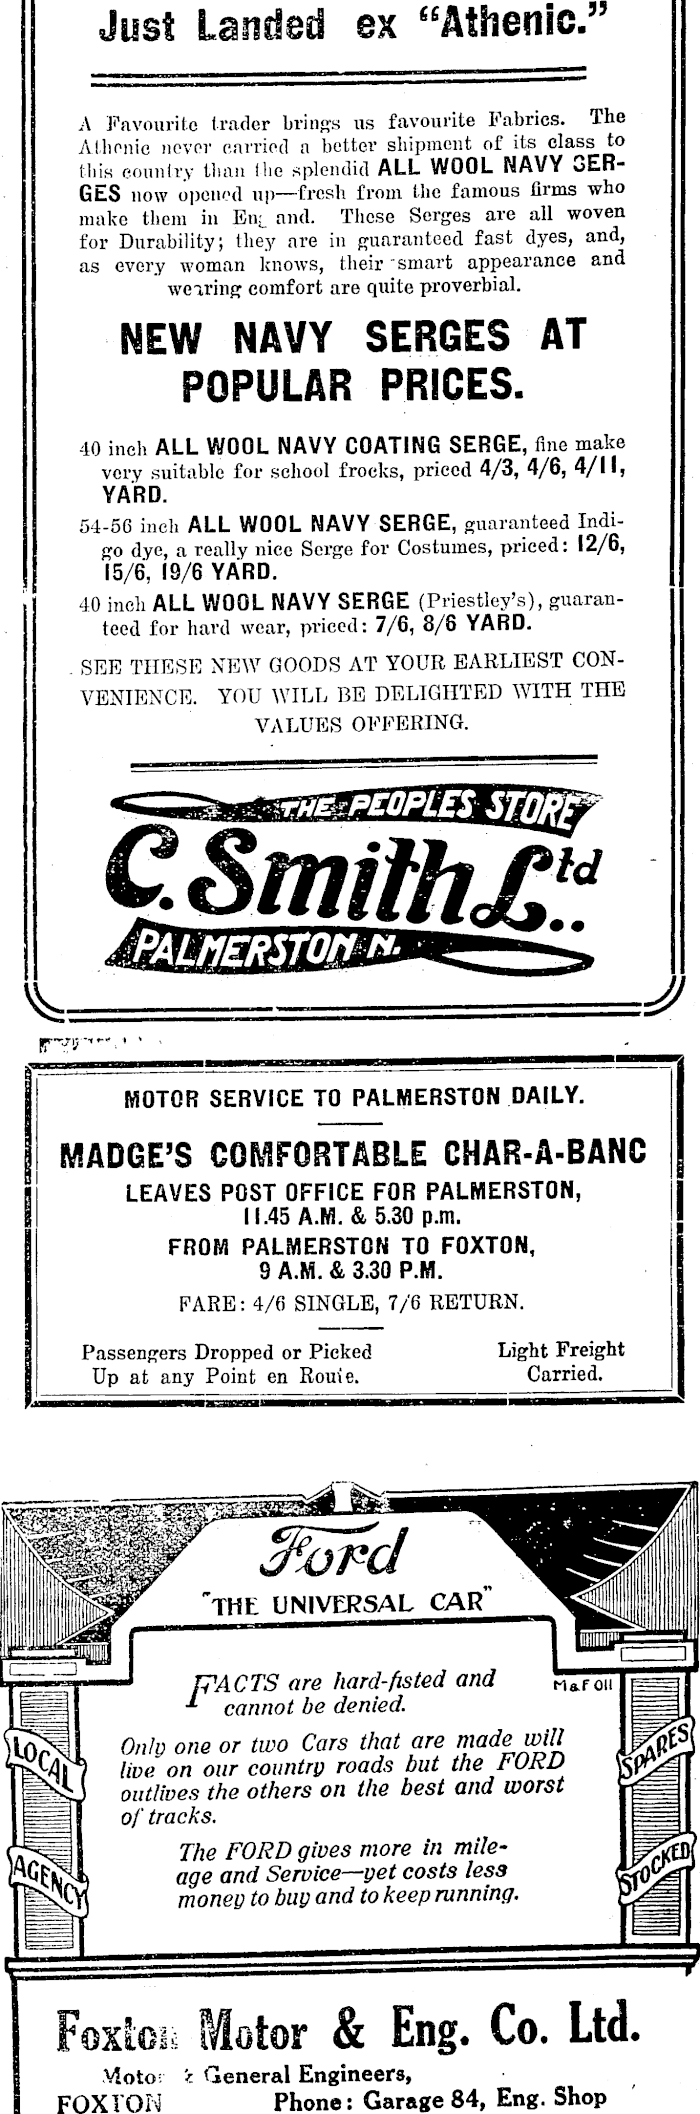 Just Landed ex "Athenic."
A Favourite trader brings us favourite Fabrics. The
Athenic never carried a better shipment of its class to
this country than the splendid ALL WOOL NAVY SER-
GES now opened up—fresh from the famous firms who
make them in Eng and. These Serges are all woven
for Durability; they are in guaranteed fast dyes, and,
as every woman knows, their smart appearance and
wearing comfort are quite proverbial.
NEW NAVY SERGES AT
POPULAR PRICES.
40 inch ALL WOOL NAVY COATING SERGE, fine make
very suitable for school frocks, priced 4/3, 4/6, 4/11,
YARD.
54-56 inch ALL WOOL NAVY SERGE, guaranteed Indi-
go dye, a really nice Serge for Costumes, priced: 12/6,
15/6, 19/6 YARD.
40 inch ALL WOOL NAVY SERGE (Priestley's), guaran-
teed for hard wear, priced: 7/6, 8/6 YARD.
SEE THESE NEW GOODS AT YOUR EARLIEST CON-
VENIENCE. YOU WILL BE DELIGHTED WITH THE
VALUES OFFERING.
THE PEOPLES STORE
C. Smith Ltd..
PALMERSTON N.
MOTOR SERVICE TO PALMERSTON DAILY.
MADGE'S COMFORTABLE CHAR-A-BANC
LEAVES POST OFFICE FOR PALMERSTON,
11.45 A.M. & 5.30 p.m.
FROM PALMERSTON TO FOXTON,
9 A.M. & 3.30 P.M.
FARE: 4/6 SINGLE, 7/6 RETURN.
Passengers Dropped or Picked
Up at any Point en Route.
Light Freight
Carried.
Ford
"THE UNIVERSAL CAR"
FACTS are hard-fisted and
cannot be denied.
M&F 011
Only one or two Cars that are made will
live on our country roads but the FORD
outlives the others on the best and worst
of tracks.
The FORD gives more in mile-
age and Service—yet costs less
money to buy and to keep running.
LOCAL
AGENCY
SPARES
STOCKED
Foxton Motor & Eng. Co. Ltd.
Motor & General Engineers,
FOXTON Phone: Garage 84, Eng. Shop